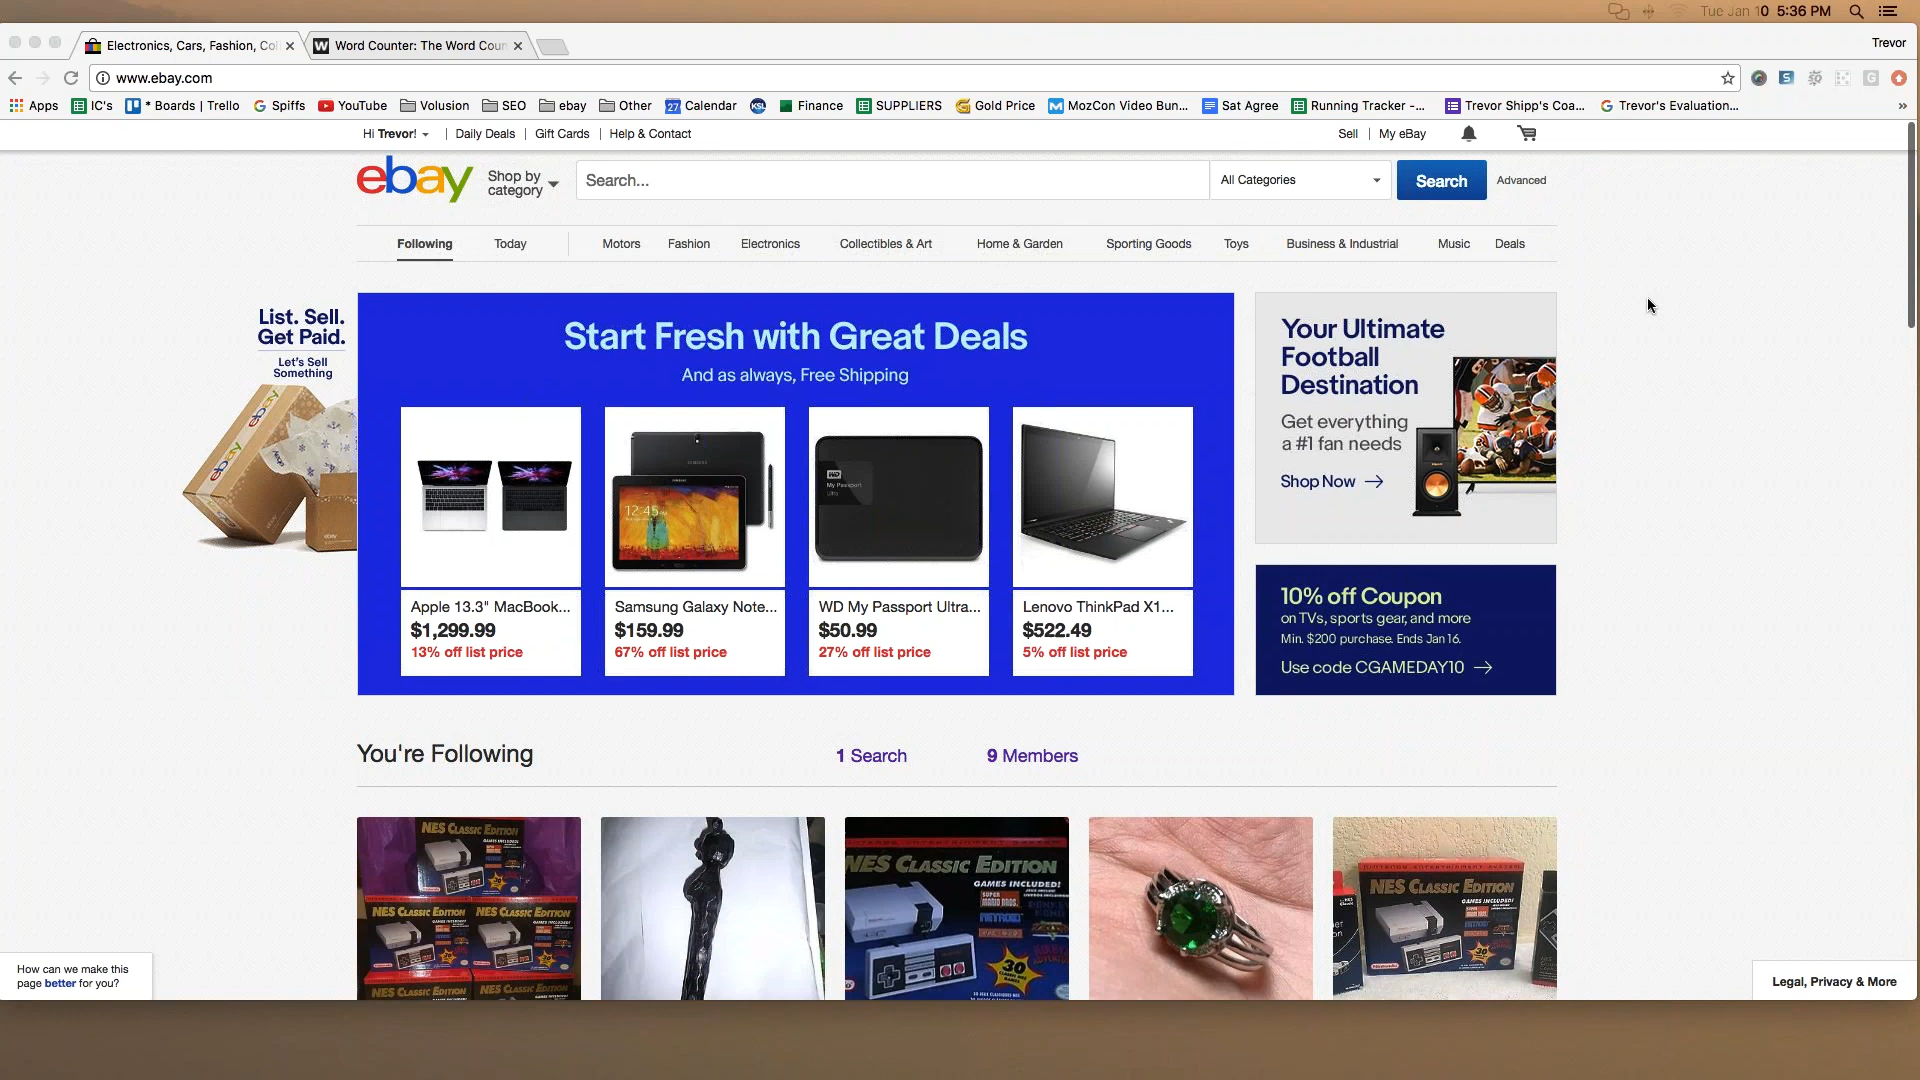 Tue Jan 10 5:36 PM
Electronics, Cars, Fashion, Co
Word Counter: The Word Coun
Trevor
www.ebay.com
Apps
IC's
* Boards | Trello
Spiffs
YouTube
Volusion
SEO
ebay
Other
27 Calendar
KSL
Finance
SUPPLIERS
Gold Price
MozCon Video Bun...
Sat Agree
Running Tracker -...
Trevor Shipp's Coa...
Trevor's Evaluation...
Hi Trevor!
Daily Deals
Gift Cards
Help & Contact
Sell
My eBay
ebay
Shop by category
Search...
All Categories
Search
Advanced
Following
Today
Motors
Fashion
Electronics
Collectibles & Art
Home & Garden
Sporting Goods
Toys
Business & Industrial
Music
Deals
List. Sell.
Get Paid.
Let's Sell
Something
Start Fresh with Great Deals
And as always, Free Shipping
Apple 13.3" MacBook...
$1,299.99
13% off list price
Samsung Galaxy Note...
$159.99
67% off list price
WD My Passport Ultra...
$50.99
27% off list price
Lenovo ThinkPad X1...
$522.49
5% off list price
Your Ultimate
Football
Destination
Get everything
a #1 fan needs
Shop Now
10% off Coupon
on TVs, sports gear, and more
Min. $200 purchase. Ends Jan 16.
Use code CGAMEDAY10
You're Following
1 Search
9 Members
NES CLASSIC EDITION
NES CLASSIC EDITION
NES CLASSIC EDITION
NES CLASSIC EDITION
GAMES INCLUDED!
30
NES CLASSIC EDITION
How can we make this
page better for you?
Legal, Privacy & More